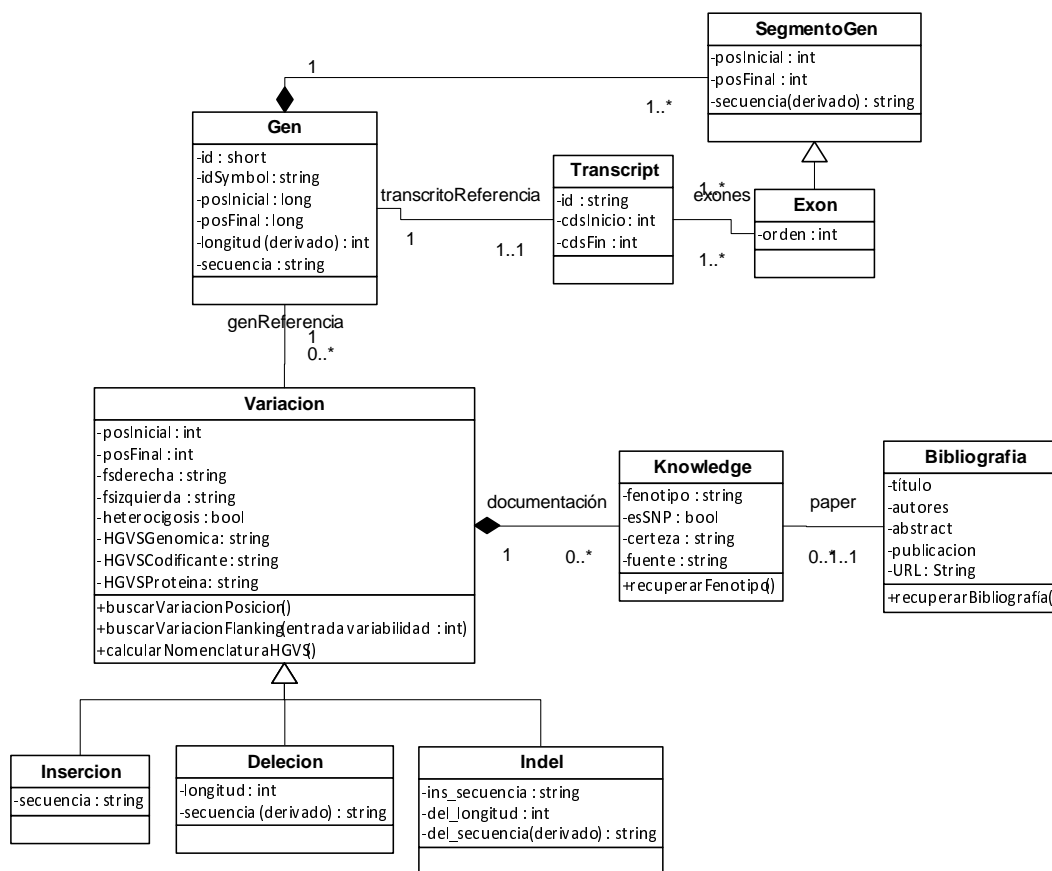 SegmentoGen
-posInicial : int
-posFinal : int
-secuencia(derivado) : string
1
1..*
Gen
-id : short
-idSymbol : string
-posInicial : long
-posFinal : long
-longitud (derivado) : int
-secuencia : string
transcritoReferencia
1
1..1
Transcript
-id : string
-cdsInicio : int
-cdsFin : int
1..*
exones
1..*
Exon
-orden : int
genReferencia
1
0..*
Variacion
-posInicial : int
-posFinal : int
-fsderecha : string
-fsizquierda : string
-heterocigosis : bool
-HGVSGenomica : string
-HGVSCodificante : string
-HGVSProteina : string
+buscarVariacionPosicion()
+buscarVariacionFlanking(entrada variabilidad : int)
+calcularNomenclaturaHGVS()
documentación
1
0..*
Knowledge
-fenotipo : string
-esSNP : bool
-certeza : string
-fuente : string
+recuperarFenotipo()
paper
0..*
1..1
Bibliografia
-título
-autores
-abstract
-publicacion
-URL : String
+recuperarBibliografía(
Insercion
-secuencia : string
Delecion
-longitud : int
-secuencia (derivado) : string
Indel
-ins_secuencia : string
-del_longitud : int
-del_secuencia(derivado) : string